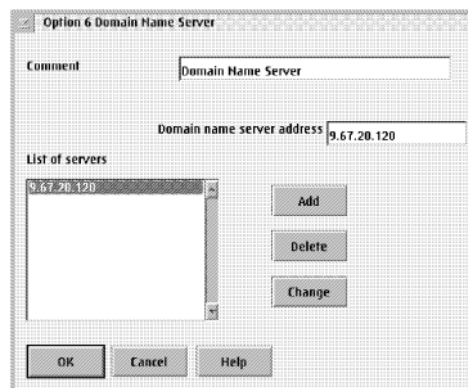 Option 6 Domain Name Server
Comment
Domain Name Server
Domain name server address 9.67.20.120
List of servers
9.67.20.120
Add
Delete
Change
OK Cancel Help